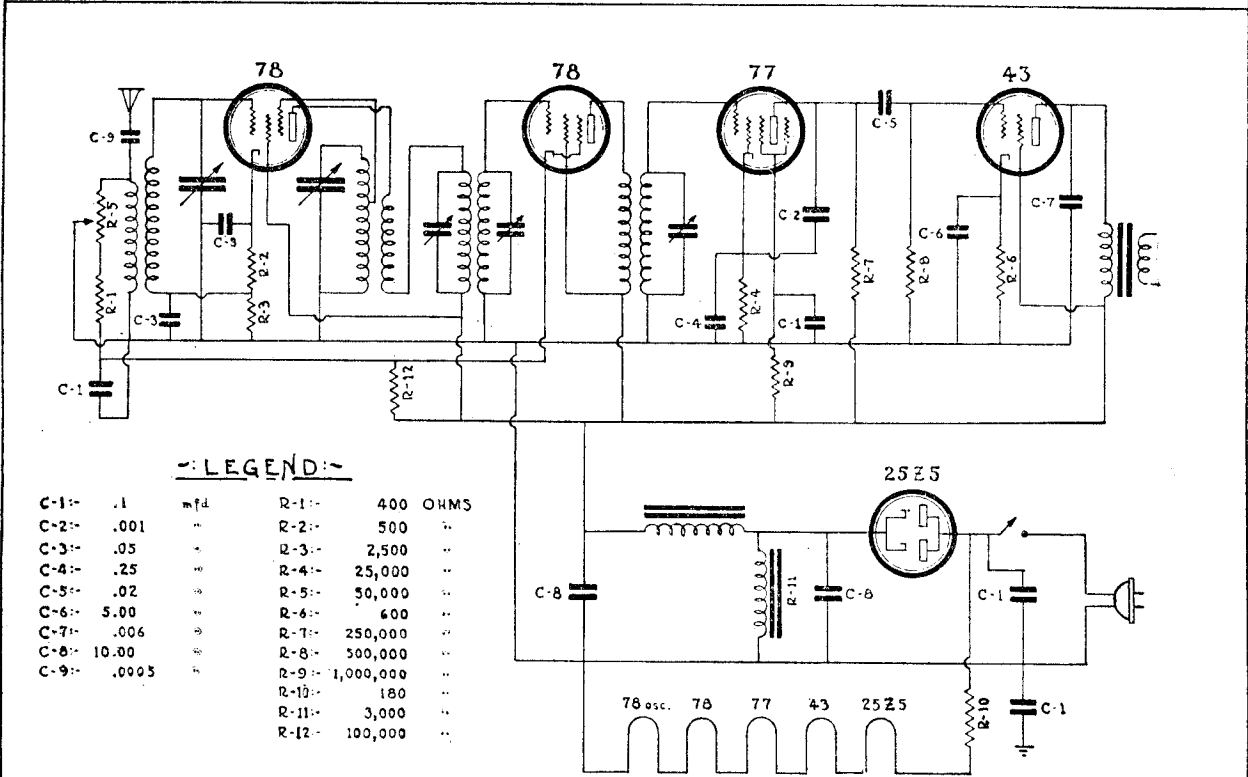 78
78
77
43
C-9
R-5
C-3
R-2
R-1
C-3
R-3
C-1
R-12
C-2
C-5
R-4
C-4
C-1
R-9
R-7
R-8
C-6
R-6
C-7
-:LEGEND:-
C-1:- .1 mfd R-1:- 400 OHMS
C-2:- .001 " R-2:- 500 "
C-3:- .05 " R-3:- 2,500 "
C-4:- .25 " R-4:- 25,000 "
C-5:- .02 " R-5:- 50,000 "
C-6:- 5.00 " R-6:- 600 "
C-7:- .006 " R-7:- 250,000 "
C-8:- 10.00 " R-8:- 500,000 "
C-9:- .0005 " R-9:- 1,000,000 "
R-10:- 180 "
R-11:- 3,000 "
R-12:- 100,000 "
25Z5
C-8
R-11
C-8
C-1
R-10
C-1
78 osc. 78 77 43 25Z5